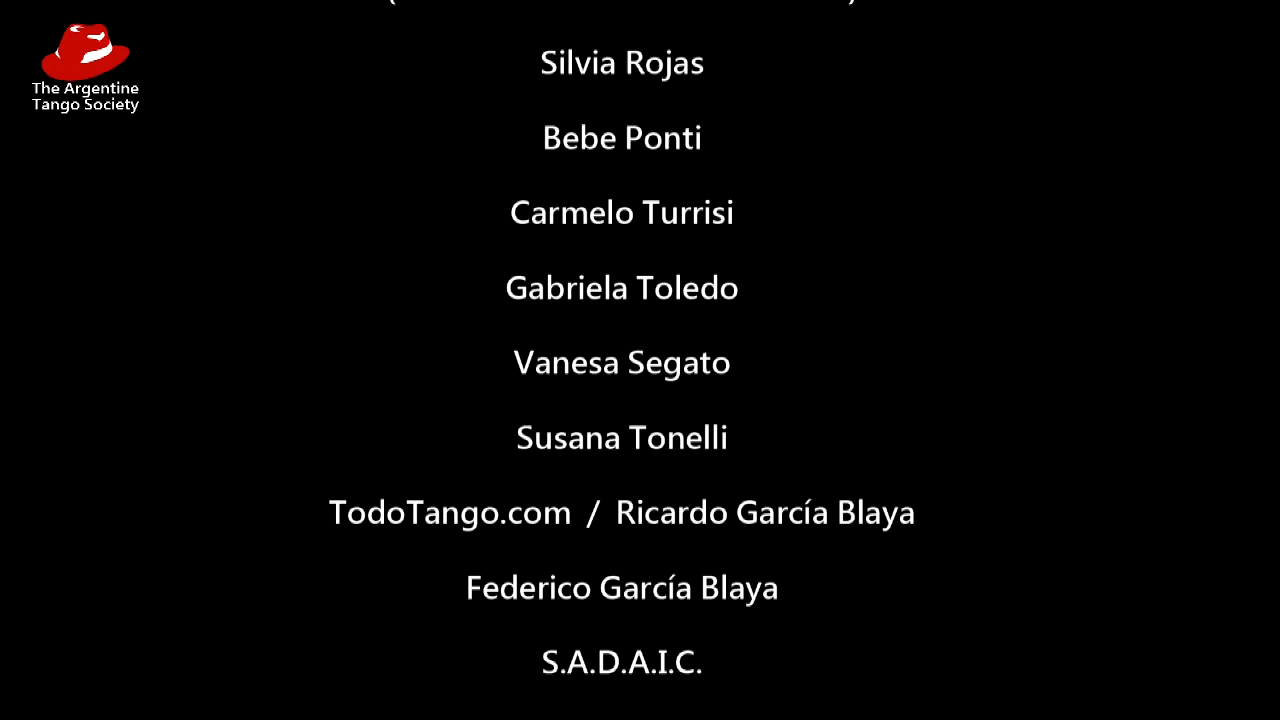 The Argentine
Tango Society
Silvia Rojas
Bebe Ponti
Carmelo Turrisi
Gabriela Toledo
Vanesa Segato
Susana Tonelli
TodoTango.com / Ricardo García Blaya
Federico García Blaya
S.A.D.A.I.C.